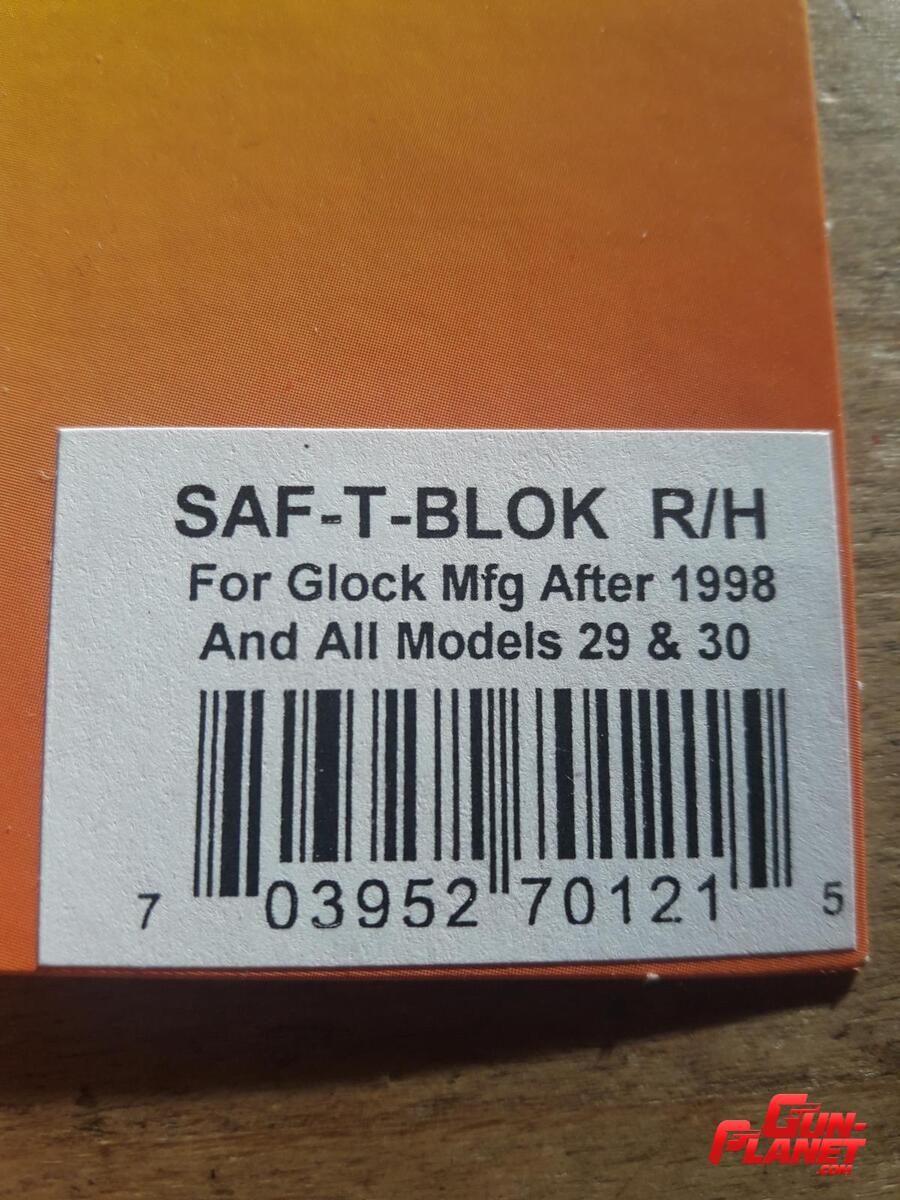 SAF-T-BLOK R/H
For Glock Mfg After 1998
And All Models 29 & 30
7 03952 70121 5
GUN-
PLANET
.COM